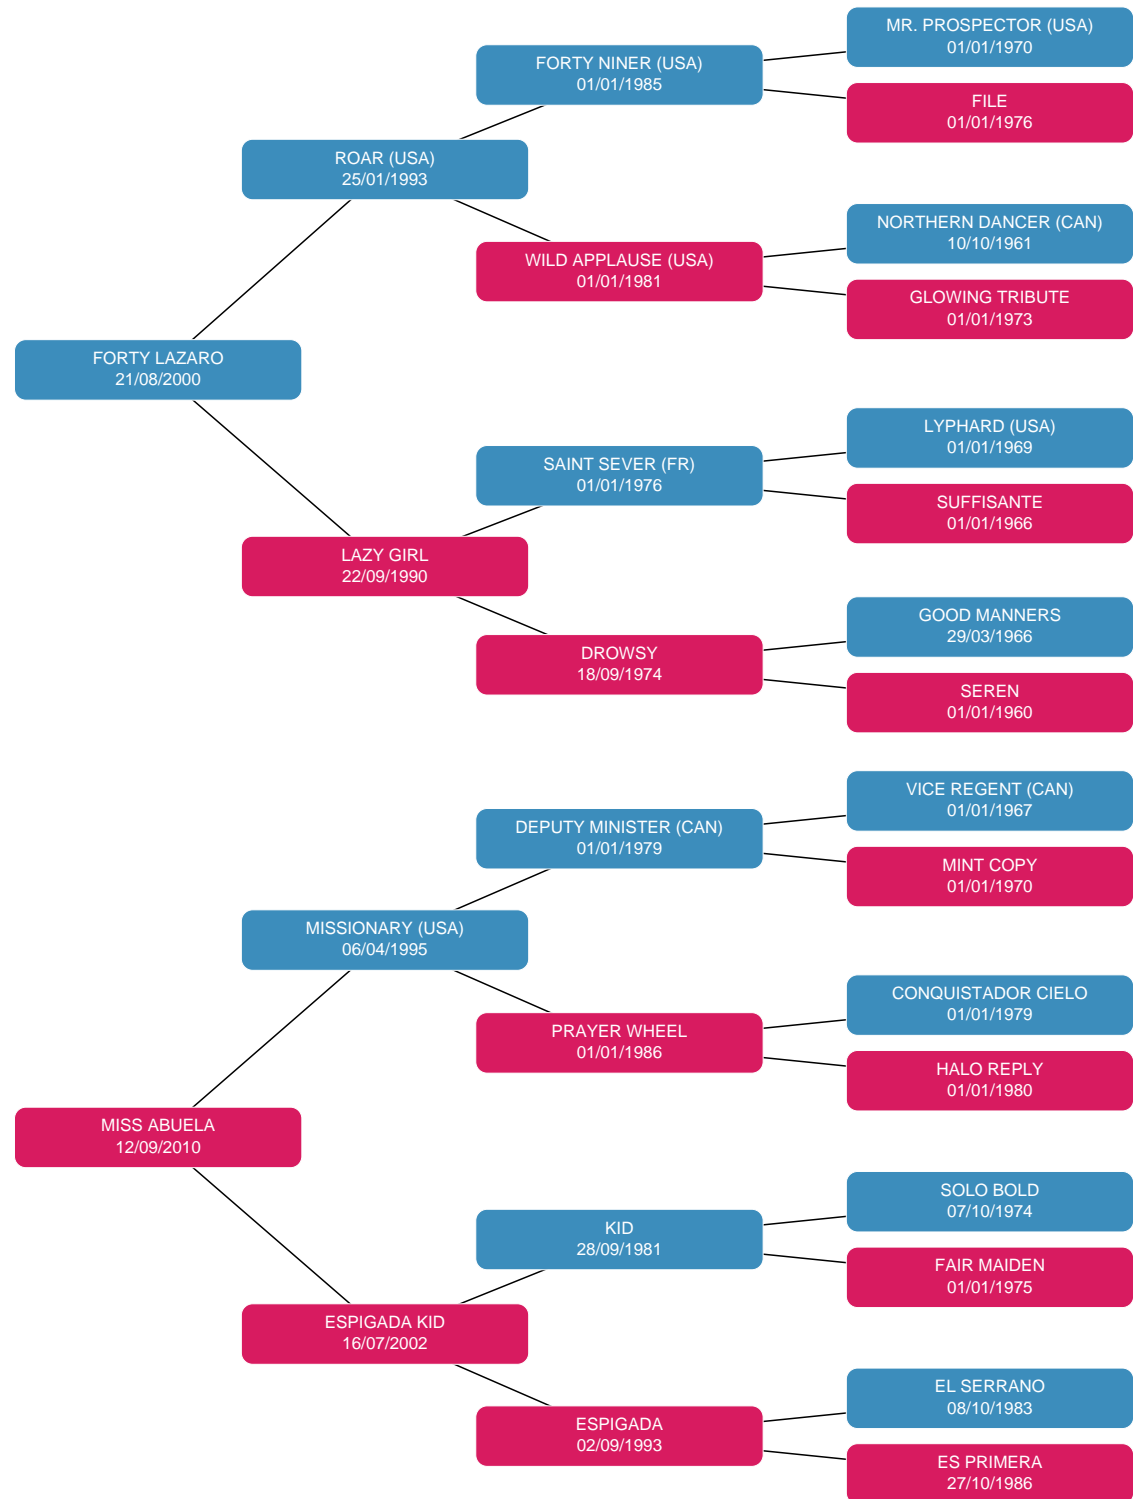 MR. PROSPECTOR (USA)
01/01/1970
FORTY NINER (USA)
01/01/1985
FILE
01/01/1976
ROAR (USA)
25/01/1993
NORTHERN DANCER (CAN)
10/10/1961
WILD APPLAUSE (USA)
01/01/1981
GLOWING TRIBUTE
01/01/1973
FORTY LAZARO
21/08/2000
LYPHARD (USA)
01/01/1969
SAINT SEVER (FR)
01/01/1976
SUFFISANTE
01/01/1966
LAZY GIRL
22/09/1990
GOOD MANNERS
29/03/1966
DROWSY
18/09/1974
SEREN
01/01/1960
VICE REGENT (CAN)
01/01/1967
DEPUTY MINISTER (CAN)
01/01/1979
MINT COPY
01/01/1970
MISSIONARY (USA)
06/04/1995
CONQUISTADOR CIELO
01/01/1979
PRAYER WHEEL
01/01/1986
HALO REPLY
01/01/1980
MISS ABUELA
12/09/2010
SOLO BOLD
07/10/1974
KID
28/09/1981
FAIR MAIDEN
01/01/1975
ESPIGADA KID
16/07/2002
EL SERRANO
08/10/1983
ESPIGADA
02/09/1993
ES PRIMERA
27/10/1986